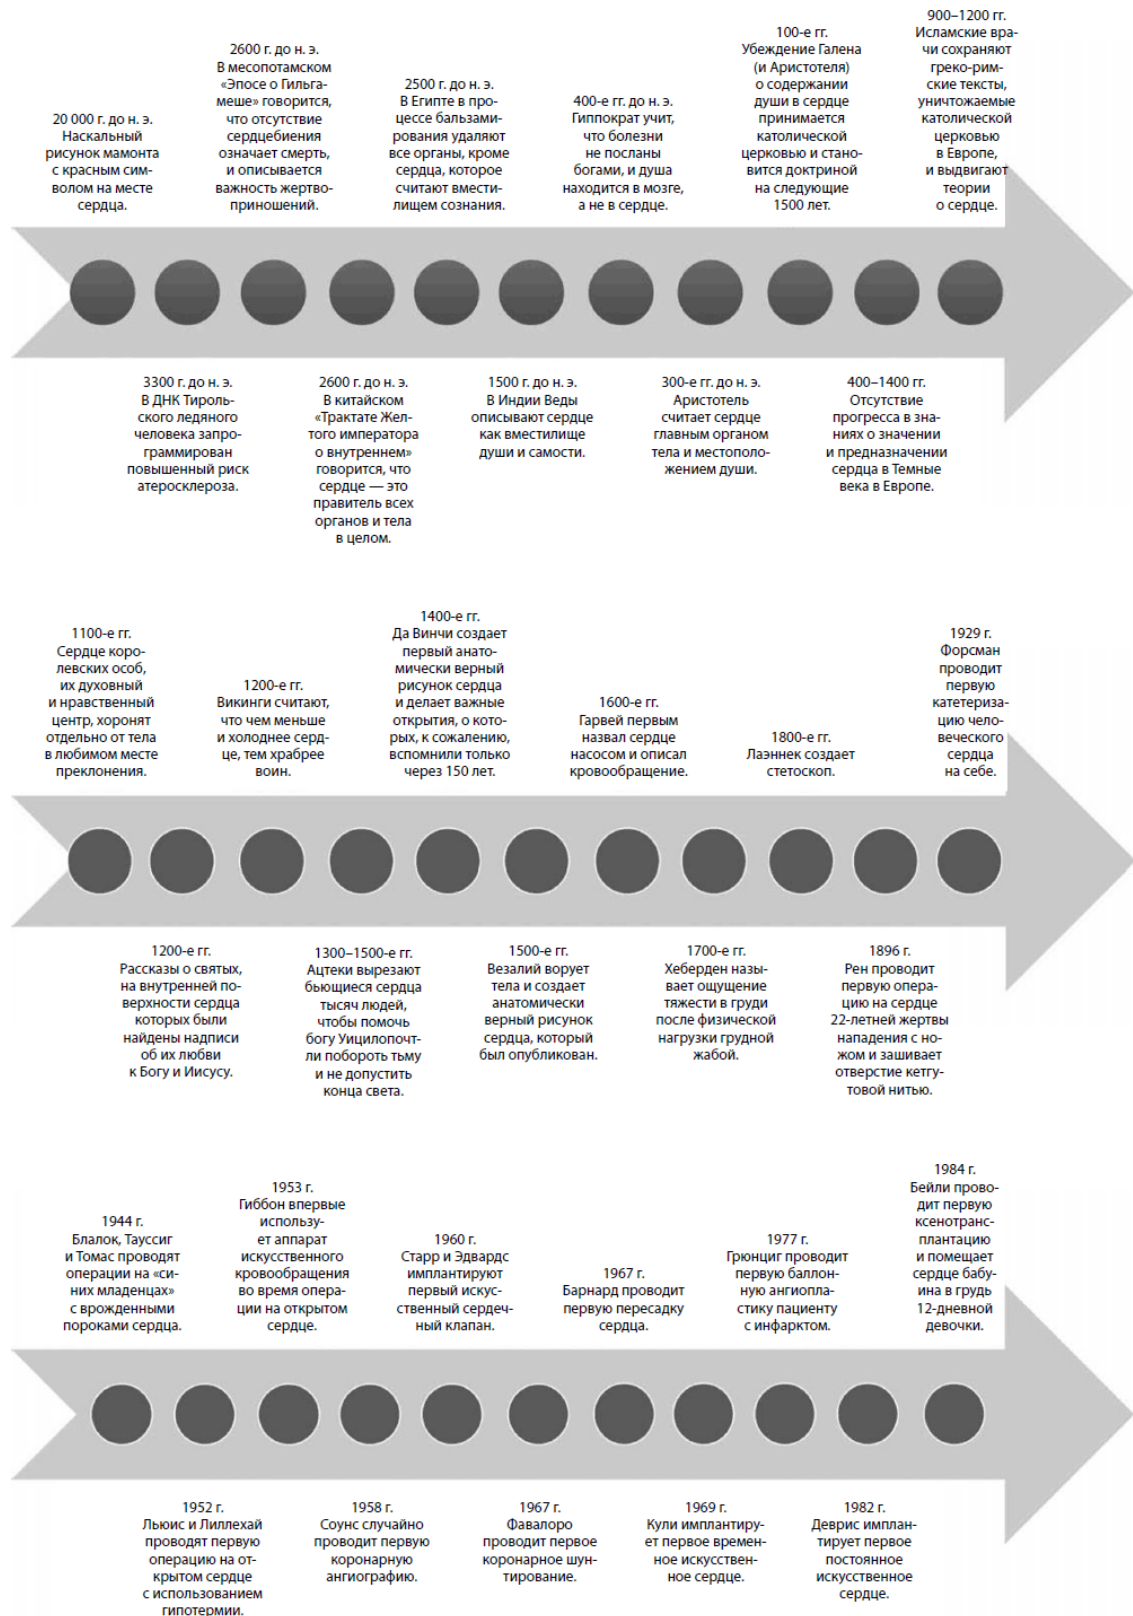 20 000 г. до н. э.
Наскальный
рисунок мамонта
с красным сим-
волом на месте
сердца.
2600 г. до н. э.
В месопотамском
«Эпосе о Гильга-
меше» говорится,
что отсутствие
сердцебиения
означает смерть,
и описывается
важность жертво-
приношений.
2500 г. до н. э.
В Египте в про-
цессе бальзами-
рования удаляют
все органы, кроме
сердца, которое
считают вмести-
лищем сознания.
400-е гг. до н. э.
Гиппократ учит,
что болезни
не посланы
богами, и душа
находится в мозге,
а не в сердце.
100-е гг.
Убеждение Галена
(и Аристотеля)
о содержании
души в сердце
принимается
католической
церковью и стано-
вится доктриной
на следующие
1500 лет.
900–1200 гг.
Исламские вра-
чи сохраняют
греко-рим-
ские тексты,
уничтожаемые
католической
церковью
в Европе,
и выдвигают
теории
о сердце.
3300 г. до н. э.
В ДНК Тироль-
ского ледяного
человека запро-
граммирован
повышенный риск
атеросклероза.
2600 г. до н. э.
В китайском
«Трактате Жел-
того императора
о внутреннем»
говорится, что
сердце — это
правитель всех
органов и тела
в целом.
1500 г. до н. э.
В Индии Веды
описывают сердце
как вместилище
души и самости.
300-е гг. до н. э.
Аристотель
считает сердце
главным органом
тела и местополо-
жением души.
400–1400 гг.
Отсутствие
прогресса в зна-
ниях о значении
и предназначении
сердца в Темные
века в Европе.
1100-е гг.
Сердце коро-
левских особ,
их духовный
и нравственный
центр, хоронят
отдельно от тела
в любимом месте
преклонения.
1200-е гг.
Викинги считают,
что чем меньше
и холоднее серд-
це, тем храбрее
воин.
1400-е гг.
Да Винчи создает
первый анато-
мически верный
рисунок сердца
и делает важные
открытия, о кото-
рых, к сожалению,
вспомнили только
через 150 лет.
1600-е гг.
Гарвей первым
назвал сердце
насосом и описал
кровообращение.
1800-е гг.
Лаэннек создает
стетоскоп.
1929 г.
Форсман
проводит
первую
катетериза-
цию чело-
веческого
сердца
на себе.
1200-е гг.
Рассказы о святых,
на внутренней по-
верхности сердца
которых были
найдены надписи
об их любви
к Богу и Иисусу.
1300–1500-е гг.
Ацтеки вырезают
бьющиеся сердца
тысяч людей,
чтобы помочь
богу Уицилопочт-
ли побороть тьму
и не допустить
конца света.
1500-е гг.
Везалий ворует
тела и создает
анатомически
верный рисунок
сердца, который
был опубликован.
1700-е гг.
Хеберден назы-
вает ощущение
тяжести в груди
после физической
нагрузки грудной
жабой.
1896 г.
Рен проводит
первую опера-
цию на сердце
22-летней жертвы
нападения с но-
жом и зашивает
отверстие кетгу-
товой нитью.
1944 г.
Блалок, Тауссиг
и Томас проводят
операции на «си-
них младенцах»
с врожденными
пороками сердца.
1953 г.
Гиббон впервые
использу-
ет аппарат
искусственного
кровообращения
во время опера-
ции на открытом
сердце.
1960 г.
Старр и Эдвардс
имплантируют
первый искус-
ственный сердеч-
ный клапан.
1967 г.
Барнард проводит
первую пересадку
сердца.
1977 г.
Грюнциг проводит
первую баллон-
ную ангиопла-
стику пациенту
с инфарктом.
1984 г.
Бейли прово-
дит первую
ксенотранс-
плантацию
и помещает
сердце бабу-
ина в грудь
12-дневной
девочки.
1952 г.
Льюис и Лиллехай
проводят первую
операцию на от-
крытом сердце
с использованием
гипотермии.
1958 г.
Соунс случайно
проводит первую
коронарную
ангиографию.
1967 г.
Фавалоро
проводит первое
коронарное шун-
тирование.
1969 г.
Кули имплантиру-
ет первое времен-
ное искусствен-
ное сердце.
1982 г.
Деврис имплан-
тирует первое
постоянное
искусственное
сердце.